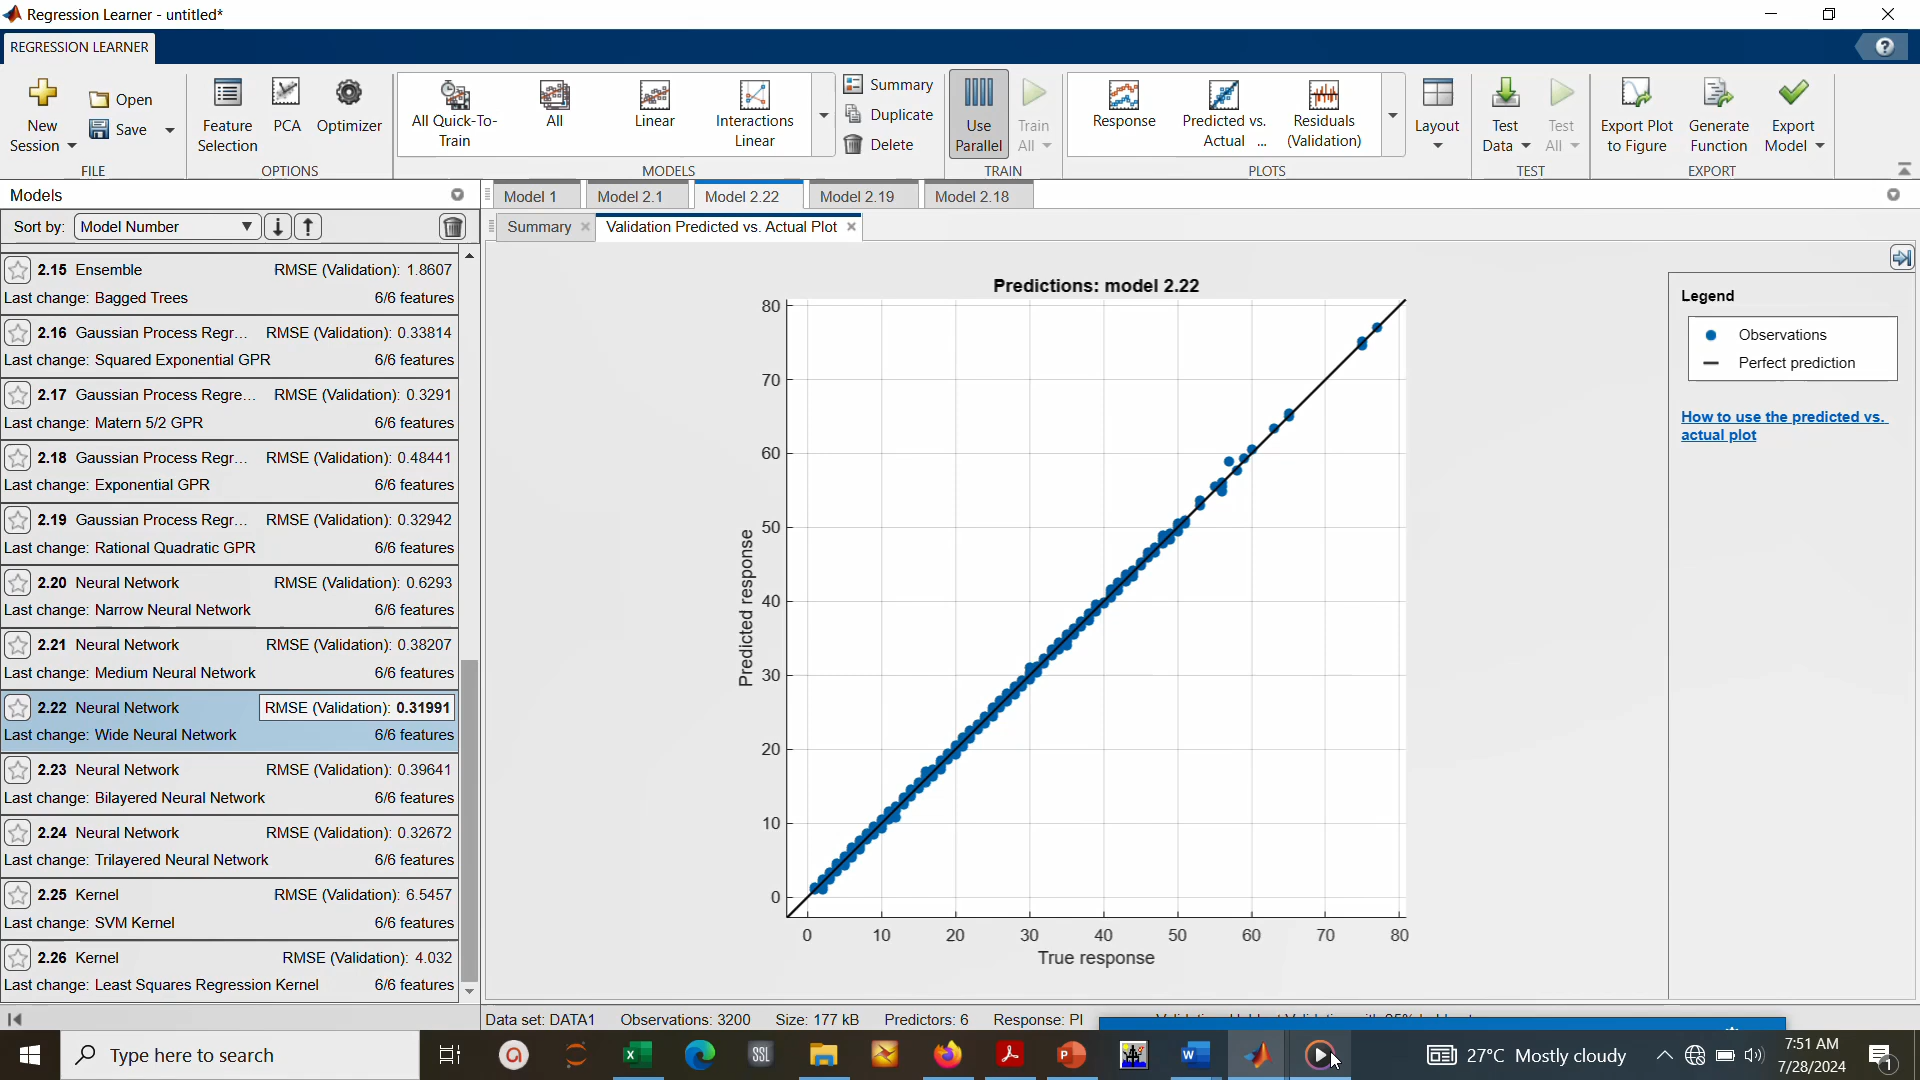 Regression Learner - untitled*
REGRESSION LEARNER
New
Session
Open
Save
FILE
Feature
Selection
PCA
Optimizer
OPTIONS
All Quick-To-
Train
All
Linear
Interactions
Linear
MODELS
Summary
Duplicate
Delete
Use
Parallel
Train
All
TRAIN
Response
Predicted vs.
Actual ...
Residuals
(Validation)
PLOTS
Layout
Test
Data
Test
All
TEST
Export Plot
to Figure
Generate
Function
Export
Model
EXPORT
Models
Sort by: Model Number
2.15 Ensemble RMSE (Validation): 1.8607
Last change: Bagged Trees 6/6 features
2.16 Gaussian Process Regr... RMSE (Validation): 0.33814
Last change: Squared Exponential GPR 6/6 features
2.17 Gaussian Process Regre... RMSE (Validation): 0.3291
Last change: Matern 5/2 GPR 6/6 features
2.18 Gaussian Process Regr... RMSE (Validation): 0.48441
Last change: Exponential GPR 6/6 features
2.19 Gaussian Process Regr... RMSE (Validation): 0.32942
Last change: Rational Quadratic GPR 6/6 features
2.20 Neural Network RMSE (Validation): 0.6293
Last change: Narrow Neural Network 6/6 features
2.21 Neural Network RMSE (Validation): 0.38207
Last change: Medium Neural Network 6/6 features
2.22 Neural Network RMSE (Validation): 0.31991
Last change: Wide Neural Network 6/6 features
2.23 Neural Network RMSE (Validation): 0.39641
Last change: Bilayered Neural Network 6/6 features
2.24 Neural Network RMSE (Validation): 0.32672
Last change: Trilayered Neural Network 6/6 features
2.25 Kernel RMSE (Validation): 6.5457
Last change: SVM Kernel 6/6 features
2.26 Kernel RMSE (Validation): 4.032
Last change: Least Squares Regression Kernel 6/6 features
Model 1 Model 2.1 Model 2.22 Model 2.19 Model 2.18
Summary Validation Predicted vs. Actual Plot
Predictions: model 2.22
80
70
60
50
40
30
20
10
0
Predicted response
0 10 20 30 40 50 60 70 80
True response
Legend
Observations
Perfect prediction
How to use the predicted vs.
actual plot
Data set: DATA1 Observations: 3200 Size: 177 kB Predictors: 6 Response: PI
Type here to search
SSL
27°C Mostly cloudy
7:51 AM
7/28/2024
1